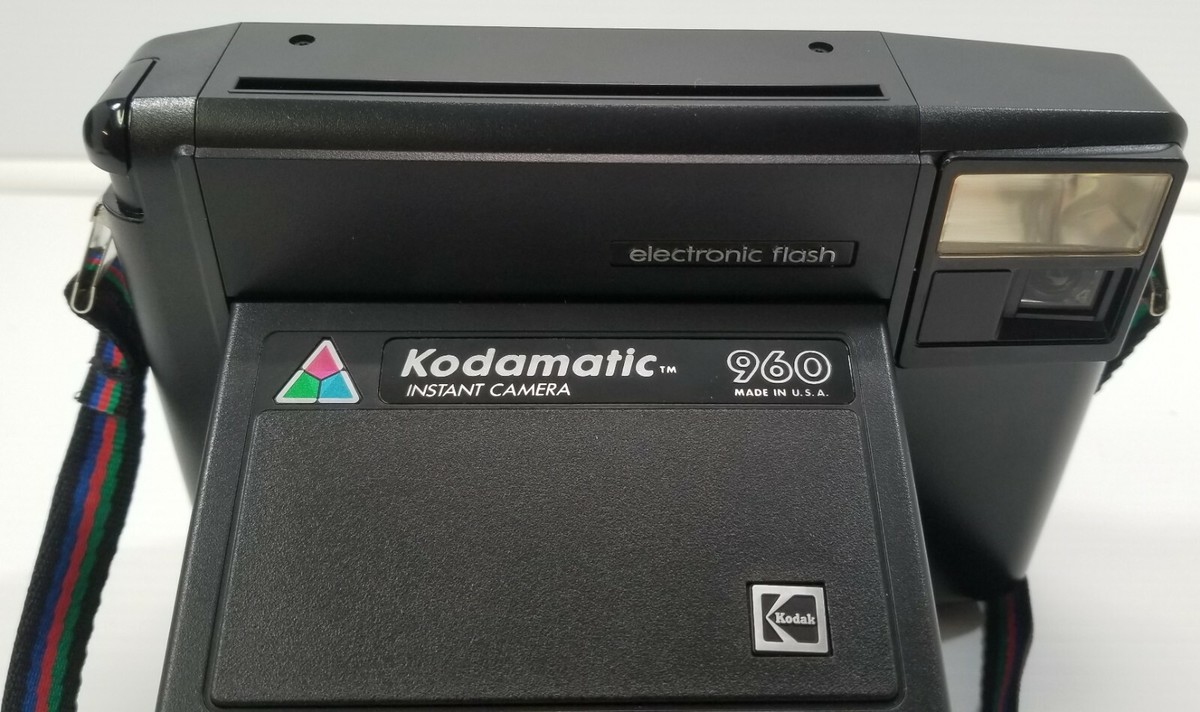 electronic flash
Kodamatic™ 960
INSTANT CAMERA MADE IN U.S.A.
Kodak